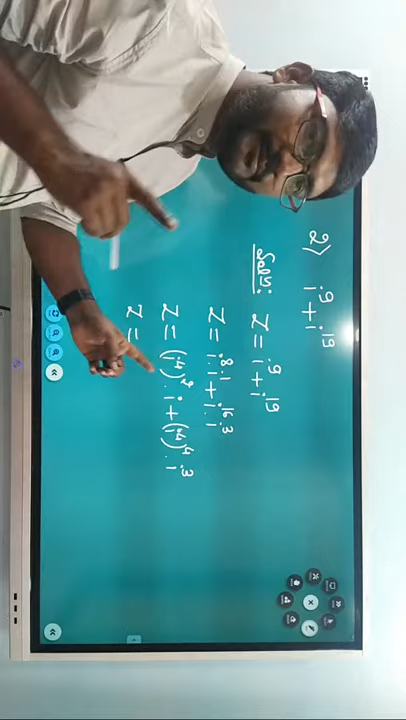 2) i⁹ + i¹⁹
Soln: z = i⁹ + i¹⁹
z = i⁸·i¹ + i¹⁶·i³
z = (i⁴)²·i + (i⁴)⁴·i³
z =